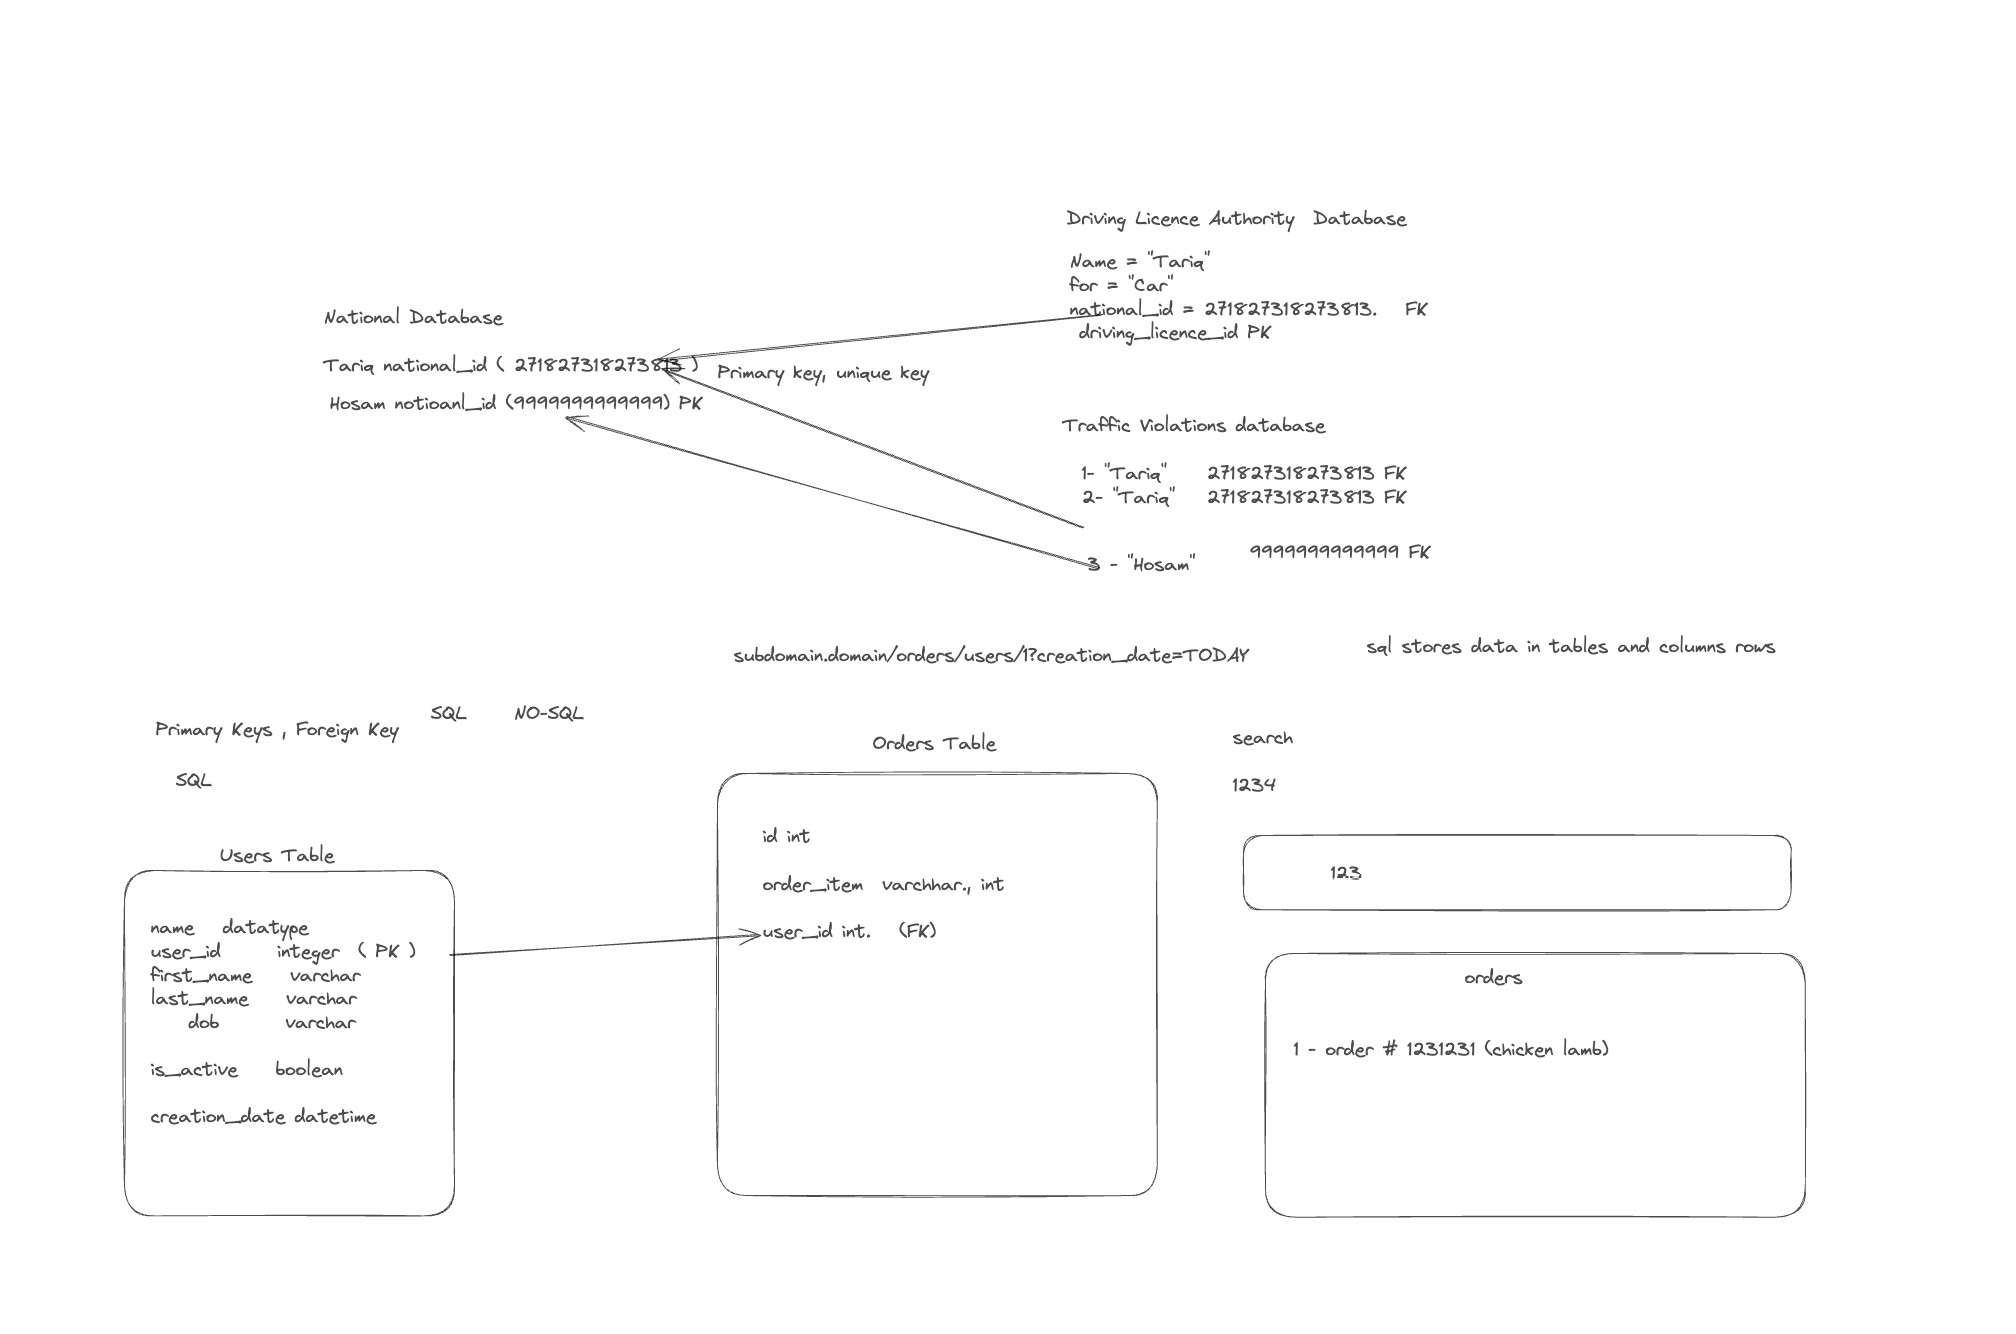 Driving Licence Authority Database
Name = "Tariq"
for = "Car"
national_id = 271827318273813. FK
driving_licence_id PK
National Database
Tariq national_id ( 271827318273813 )
Primary key, unique key
Hosam notioanl_id (9999999999999) PK
Traffic Violations database
1- "Tariq" 271827318273813 FK
2- "Tariq" 271827318273813 FK
3 - "Hosam" 9999999999999 FK
subdomain.domain/orders/users/1?creation_date=TODAY
sql stores data in tables and columns rows
Primary Keys , Foreign Key
SQL NO-SQL
SQL
Users Table
name datatype
user_id integer ( PK )
first_name varchar
last_name varchar
dob varchar
is_active boolean
creation_date datetime
Orders Table
id int
order_item varchhar., int
user_id int. (FK)
search
1234
123
orders
1 - order # 1231231 (chicken lamb)